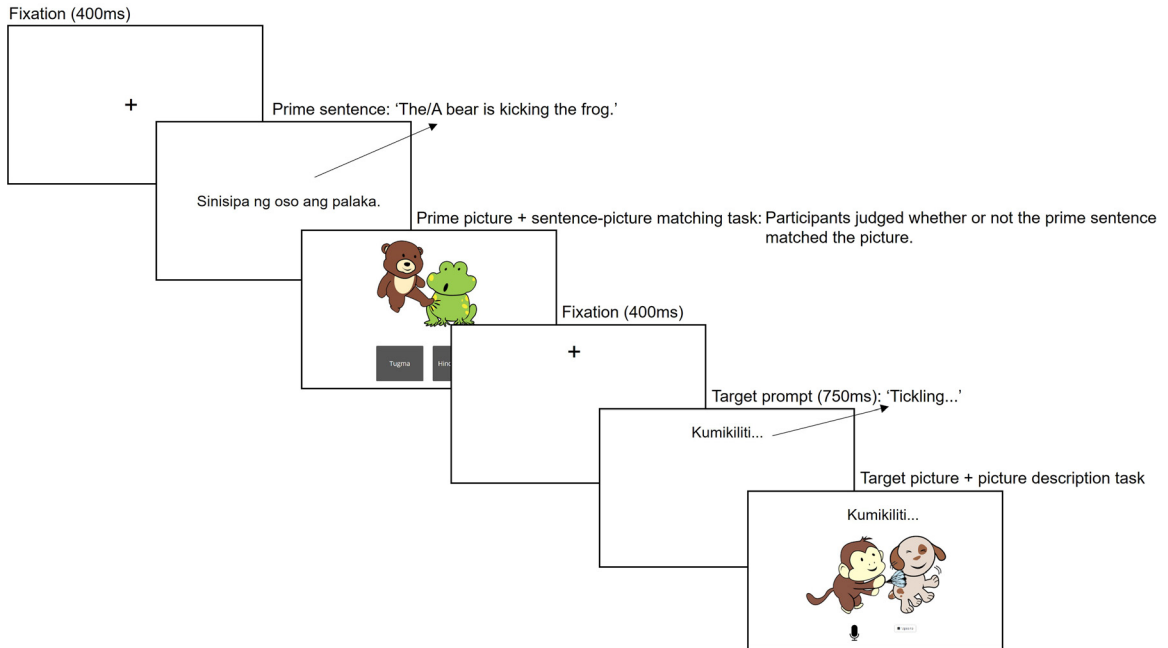 Fixation (400ms)
+
Prime sentence: ‘The/A bear is kicking the frog.’
Sinisipa ng oso ang palaka.
Prime picture + sentence-picture matching task: Participants judged whether or not the prime sentence
matched the picture.
Tugma
Fixation (400ms)
+
Target prompt (750ms): ‘Tickling...’
Kumikiliti...
Target picture + picture description task
Kumikiliti...